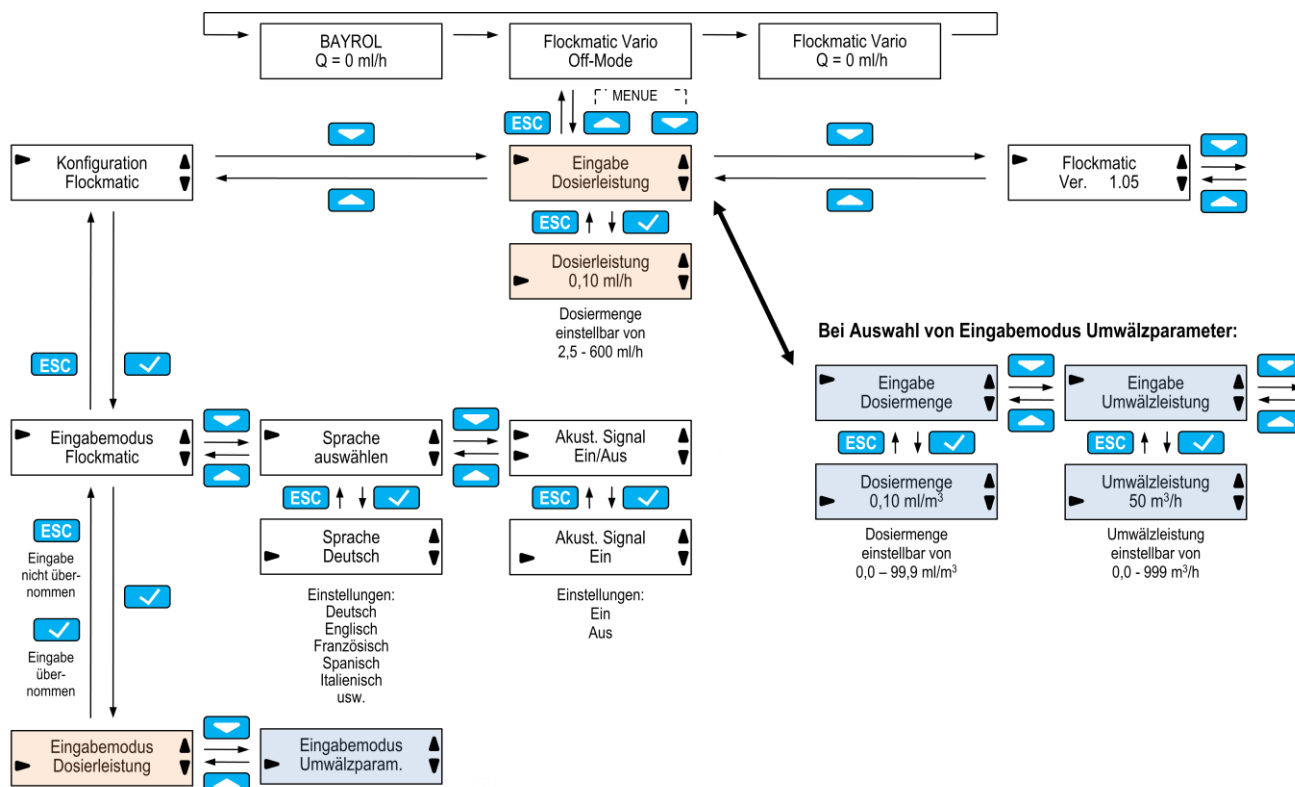 BAYROL
Q = 0 ml/h
Flockmatic Vario
Off-Mode
Flockmatic Vario
Q = 0 ml/h
MENUE
ESC
Konfiguration
Flockmatic
Eingabe
Dosierleistung
Flockmatic
Ver. 1.05
ESC
Dosierleistung
0,10 ml/h
Dosiermenge
einstellbar von
2,5 - 600 ml/h
Bei Auswahl von Eingabemodus Umwälzparameter:
ESC
Eingabe
Dosiermenge
Eingabe
Umwälzleistung
Eingabemodus
Flockmatic
Sprache
auswählen
Akust. Signal
Ein/Aus
ESC
ESC
ESC
ESC
Dosiermenge
0,10 ml/m³
Umwälzleistung
50 m³/h
Sprache
Deutsch
Akust. Signal
Ein
Dosiermenge
einstellbar von
0,0 – 99,9 ml/m³
Umwälzleistung
einstellbar von
0,0 - 999 m³/h
ESC
Eingabe
nicht über-
nommen
Eingabe
über-
nommen
Einstellungen:
Deutsch
Englisch
Französisch
Spanisch
Italienisch
usw.
Einstellungen:
Ein
Aus
Eingabemodus
Dosierleistung
Eingabemodus
Umwälzparam.